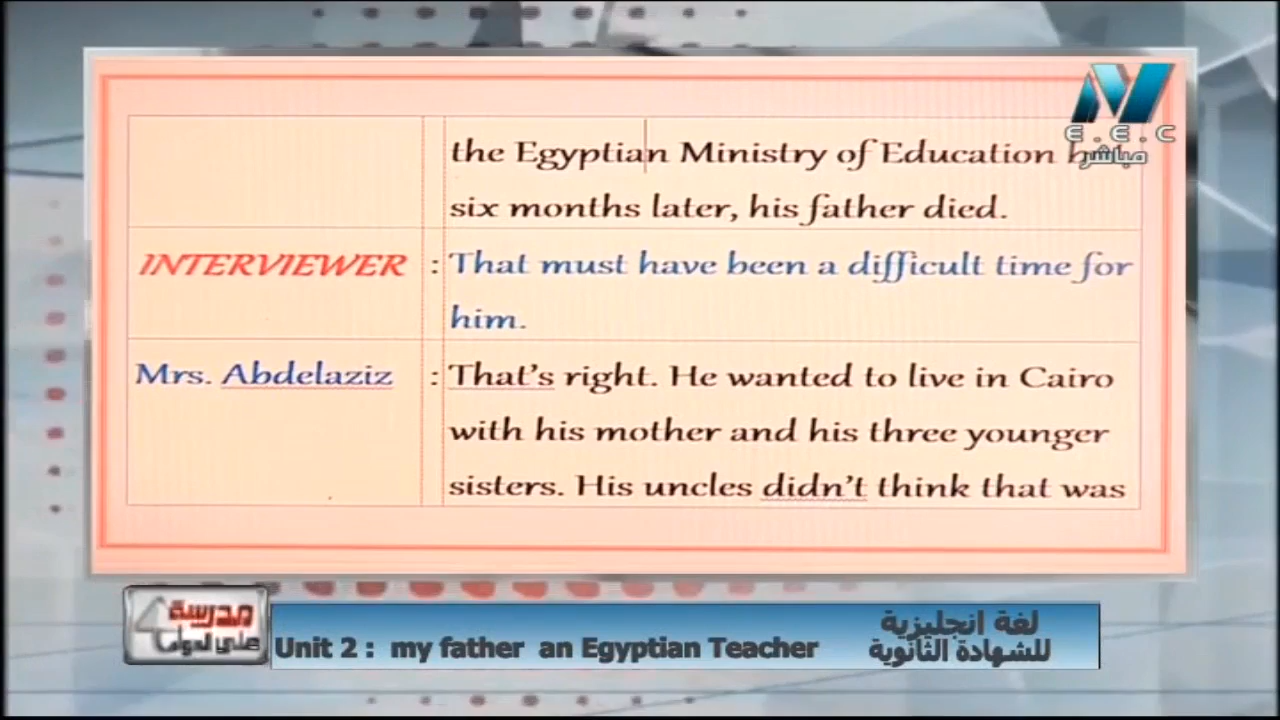 the Egyptian Ministry of Education but
six months later, his father died.
INTERVIEWER : That must have been a difficult time for
him.
Mrs. Abdelaziz : That's right. He wanted to live in Cairo
with his mother and his three younger
sisters. His uncles didn't think that was
E.E.C
مباشر
مدرسة
على الهواء
Unit 2 : my father an Egyptian Teacher
لغة انجليزية
للشهادة الثانوية